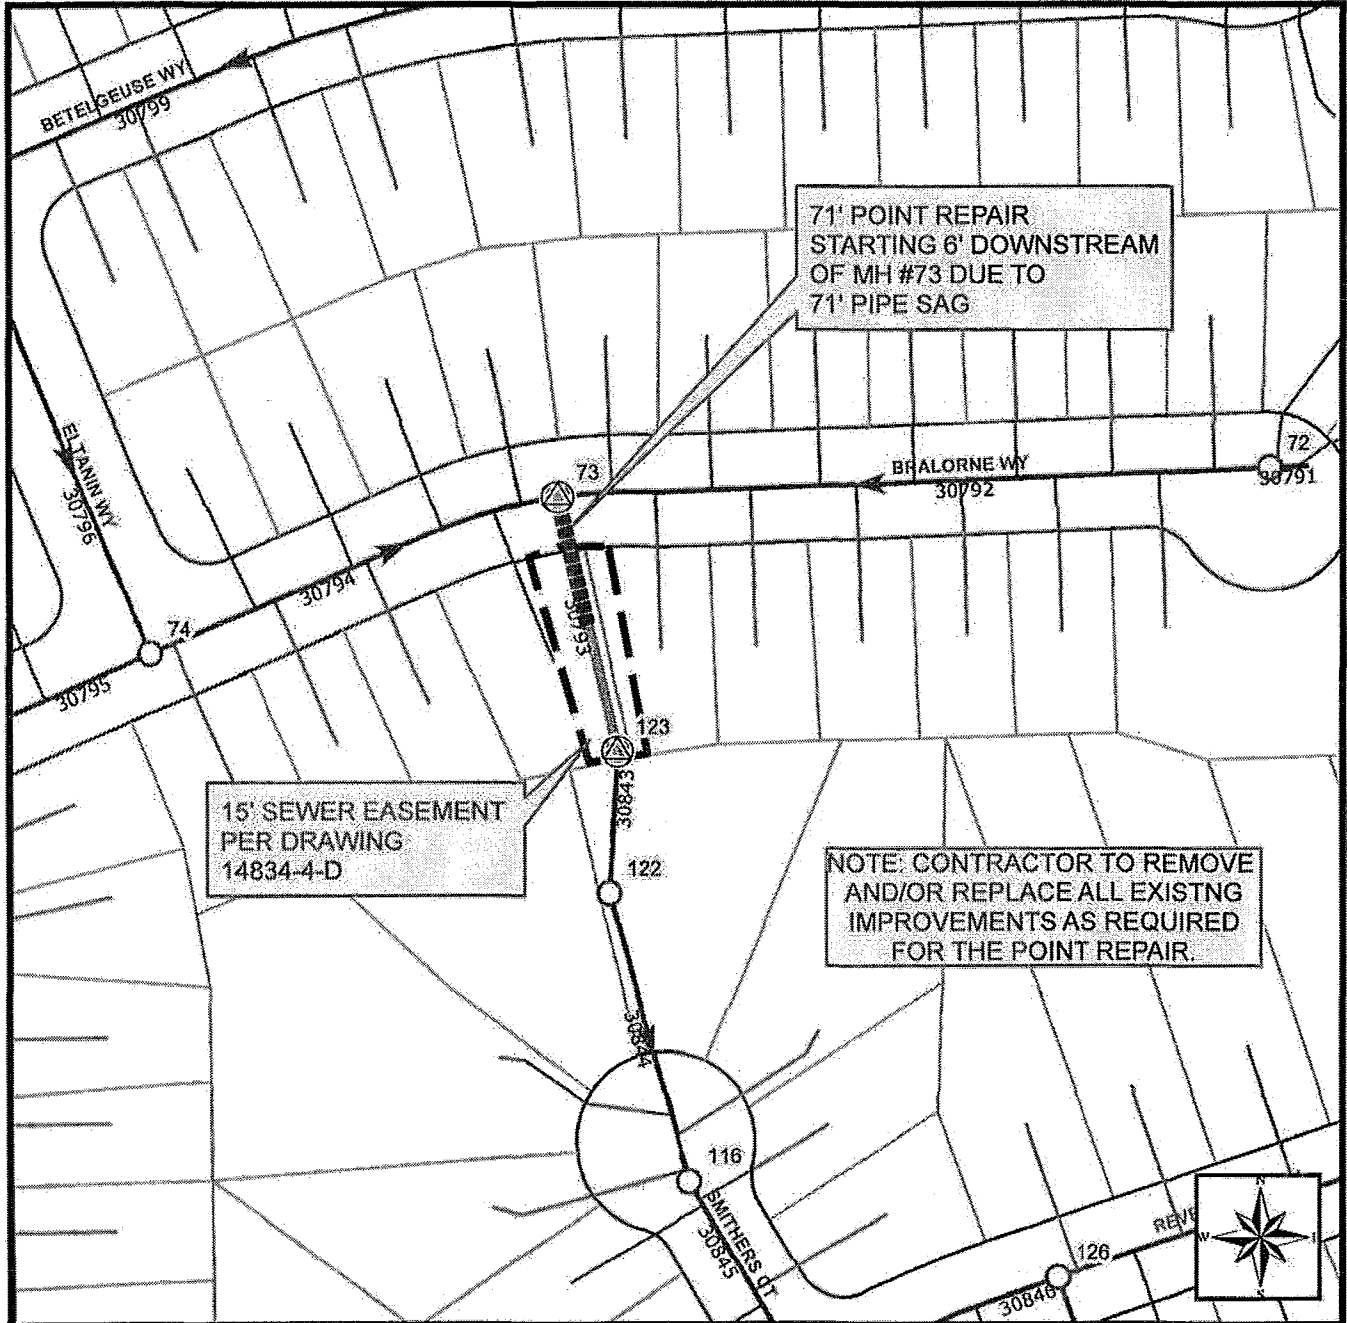 BETELGEUSE WY
30799
71' POINT REPAIR
STARTING 6' DOWNSTREAM
OF MH #73 DUE TO
71' PIPE SAG
ELTANIN WY
30796
73
BRALORNE WY
30792
72
30791
30794
74
30795
30793
123
30843
15' SEWER EASEMENT
PER DRAWING
14834-4-D
122
NOTE: CONTRACTOR TO REMOVE
AND/OR REPLACE ALL EXISTNG
IMPROVEMENTS AS REQUIRED
FOR THE POINT REPAIR.
30844
116
SMITHERS CT
30845
REVE
126
30846
N
W
E
S